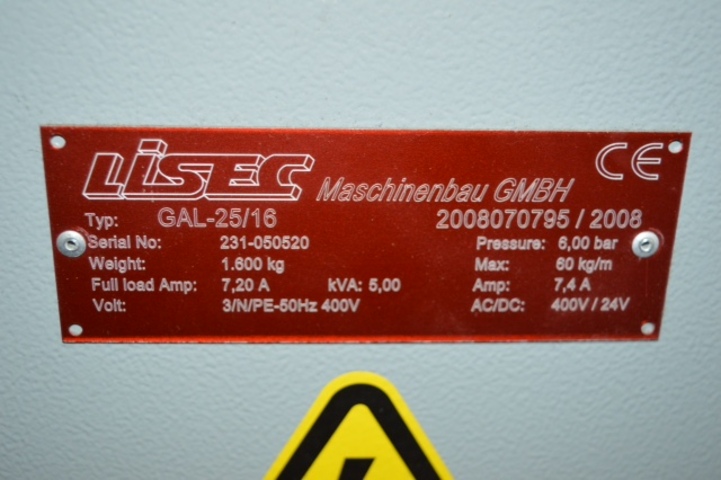 LiSEC Maschinenbau GMBH CE
Typ: GAL-25/16 2008070795 / 2008
Serial No: 231-050520 Pressure: 6,00 bar
Weight: 1.600 kg Max: 60 kg/m
Full load Amp: 7,20 A kVA: 5,00 Amp: 7,4 A
Volt: 3/N/PE-50Hz 400V AC/DC: 400V / 24V